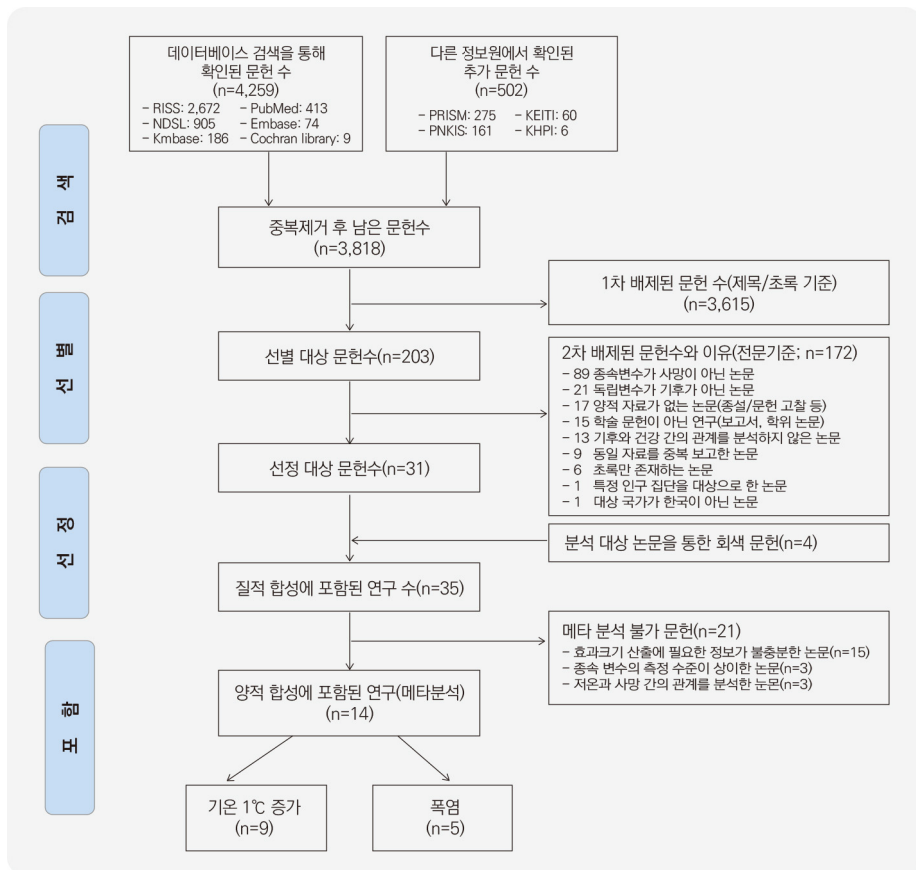 데이터베이스 검색을 통해
확인된 문헌 수
(n=4,259)
- RISS: 2,672 - PubMed: 413
- NDSL: 905 - Embase: 74
- Kmbase: 186 - Cochran library: 9
다른 정보원에서 확인된
추가 문헌 수
(n=502)
- PRISM: 275 - KEITI: 60
- PNKIS: 161 - KHPI: 6
검색
중복제거 후 남은 문헌수
(n=3,818)
1차 배제된 문헌 수(제목/초록 기준)
(n=3,615)
선별
선별 대상 문헌수(n=203)
2차 배제된 문헌수와 이유(전문기준; n=172)
- 89 종속변수가 사망이 아닌 논문
- 21 독립변수가 기후가 아닌 논문
- 17 양적 자료가 없는 논문(종설/문헌 고찰 등)
- 15 학술 문헌이 아닌 연구(보고서, 학위 논문)
- 13 기후와 건강 간의 관계를 분석하지 않은 논문
- 9 동일 자료를 중복 보고한 논문
- 6 초록만 존재하는 논문
- 1 특정 인구 집단을 대상으로 한 논문
- 1 대상 국가가 한국이 아닌 논문
선정 대상 문헌수(n=31)
선정
분석 대상 논문을 통한 회색 문헌(n=4)
질적 합성에 포함된 연구 수(n=35)
메타 분석 불가 문헌(n=21)
- 효과크기 산출에 필요한 정보가 불충분한 논문(n=15)
- 종속 변수의 측정 수준이 상이한 논문(n=3)
- 저온과 사망 간의 관계를 분석한 눈몬(n=3)
포함
양적 합성에 포함된 연구(메타분석)
(n=14)
기온 1℃ 증가
(n=9)
폭염
(n=5)